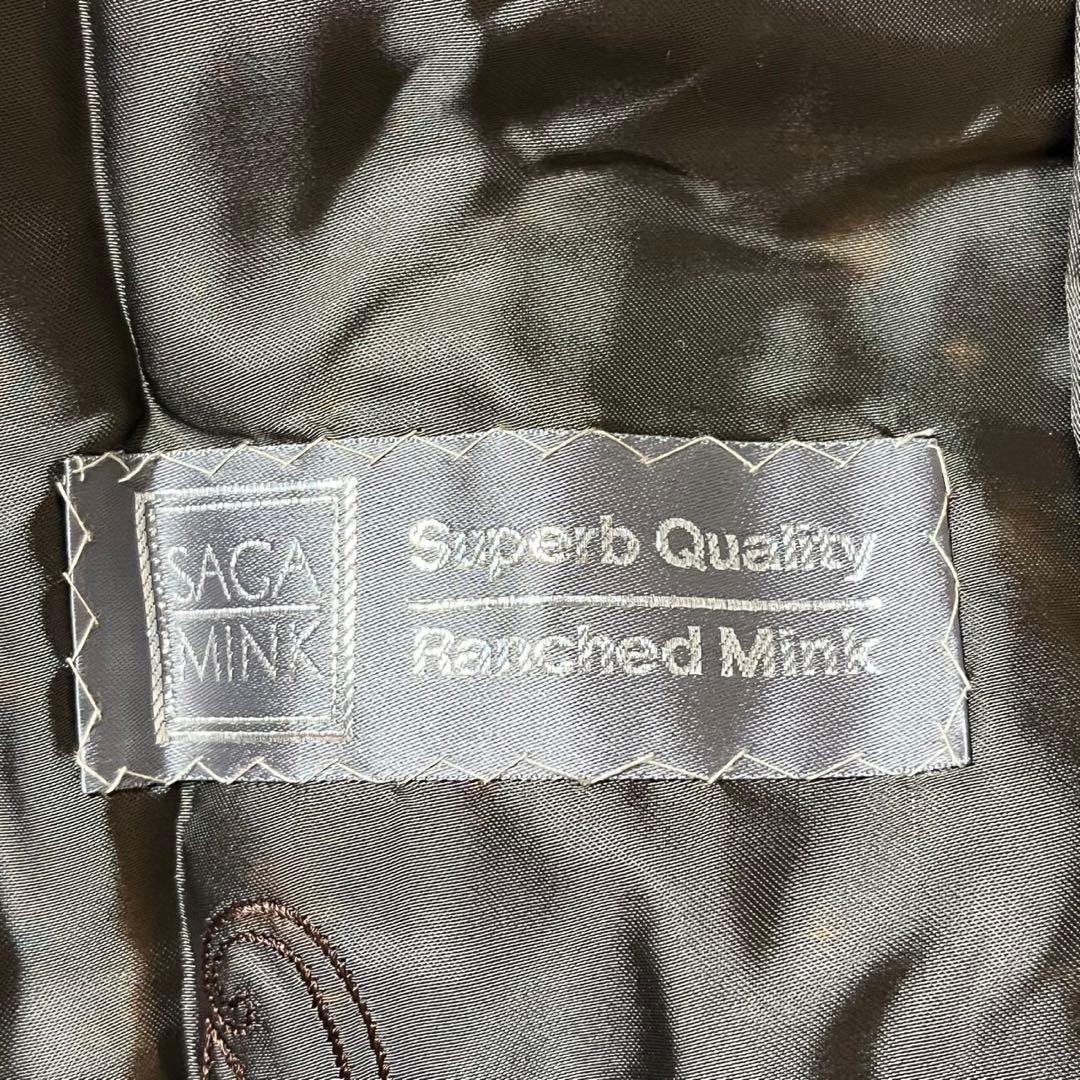 SAGA
MINK
Superb Quality
Ranched Mink